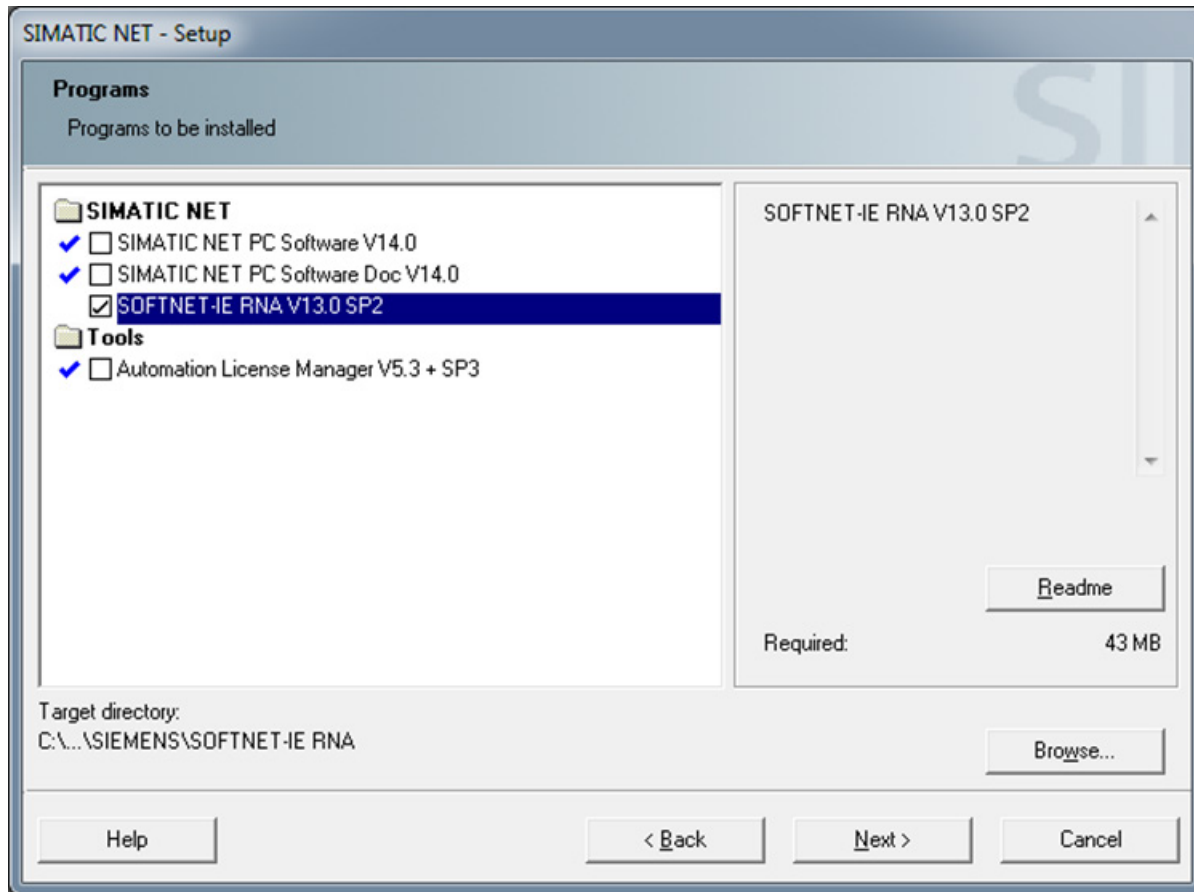 SIMATIC NET - Setup
Programs
Programs to be installed
SI
SIMATIC NET
SIMATIC NET PC Software V14.0
SIMATIC NET PC Software Doc V14.0
SOFTNET-IE RNA V13.0 SP2
Tools
Automation License Manager V5.3 + SP3
SOFTNET-IE RNA V13.0 SP2
Readme
Required: 43 MB
Target directory:
C:\...\SIEMENS\SOFTNET-IE RNA
Browse...
Help < Back Next > Cancel